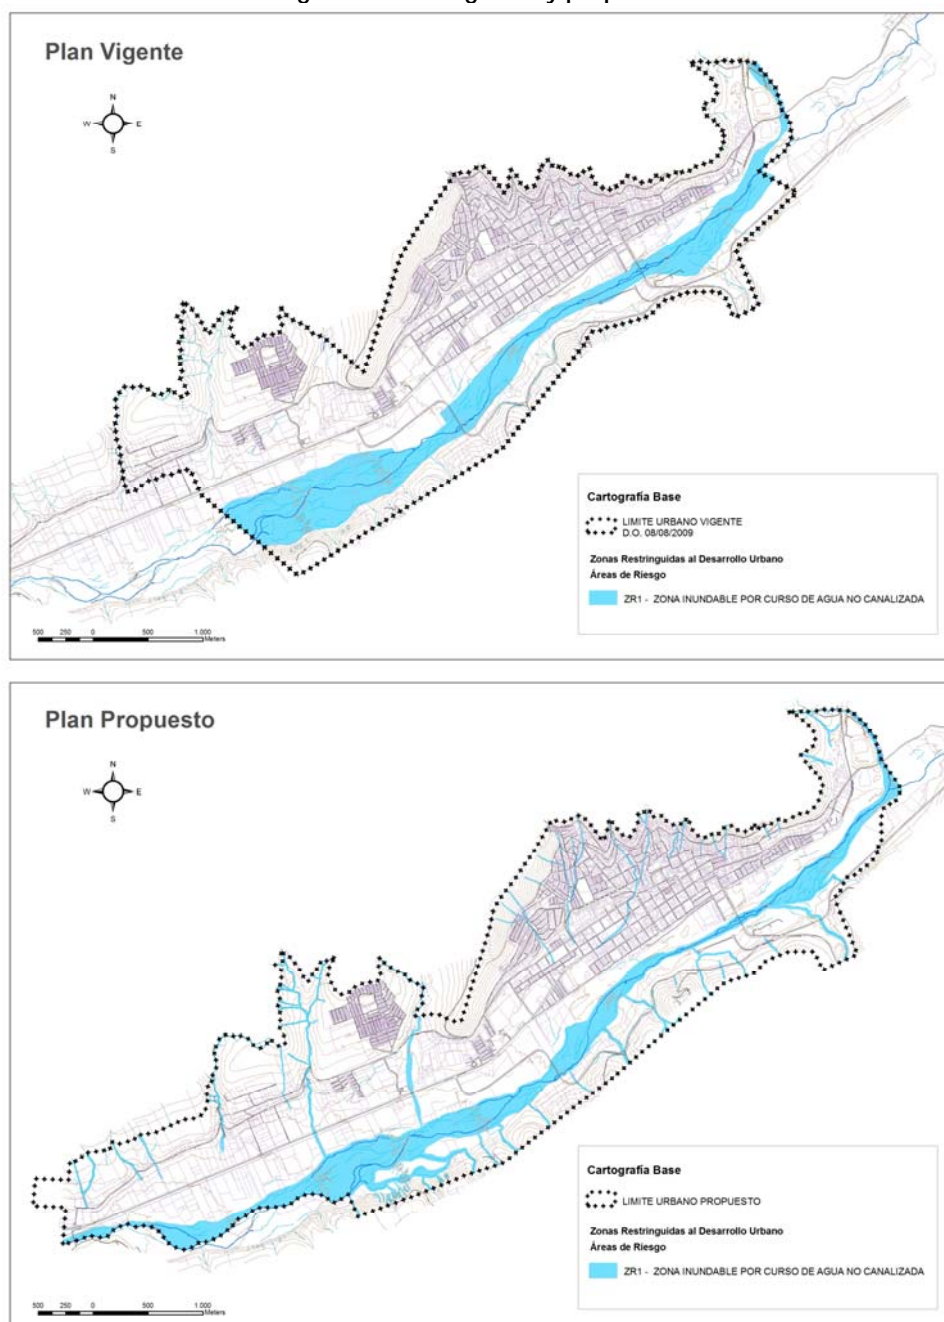 Plan Vigente
N
W E
S
Cartografía Base
LIMITE URBANO VIGENTE
D.O. 08/08/2009
Zonas Restringuidas al Desarrollo Urbano
Áreas de Riesgo
ZR1 - ZONA INUNDABLE POR CURSO DE AGUA NO CANALIZADA
500 250 0 500 1.000
Meters
Plan Propuesto
N
W E
S
Cartografía Base
LIMITE URBANO PROPUESTO
Zonas Restringuidas al Desarrollo Urbano
Áreas de Riesgo
ZR1 - ZONA INUNDABLE POR CURSO DE AGUA NO CANALIZADA
500 250 0 500 1.000
Meters